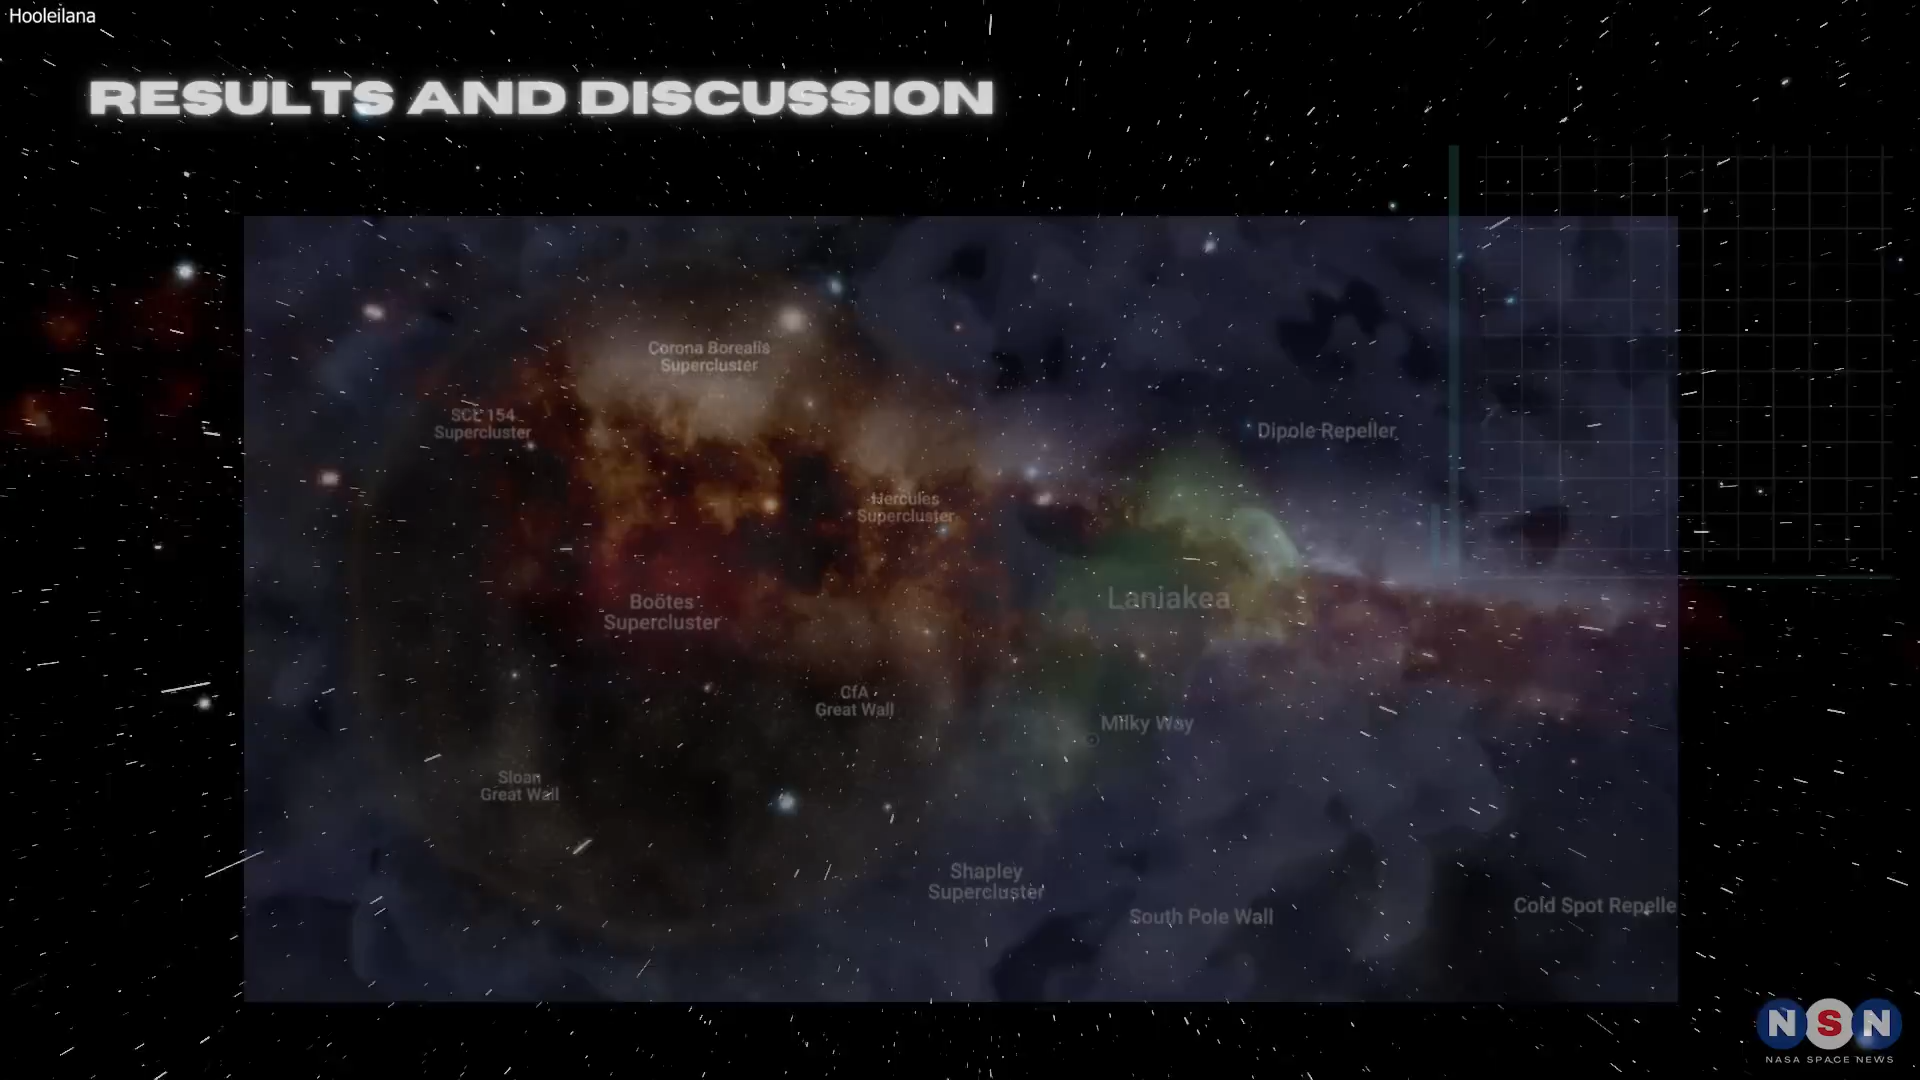 Hooleilana
RESULTS AND DISCUSSION
Corona Borealis
Supercluster
SCL 154
Supercluster
Dipole Repeller
Hercules
Supercluster
Laniakea
Boötes
Supercluster
CfA
Great Wall
Milky Way
Sloan
Great Wall
Shapley
Supercluster
South Pole Wall
Cold Spot Repelle
NSN
NASA SPACE NEWS